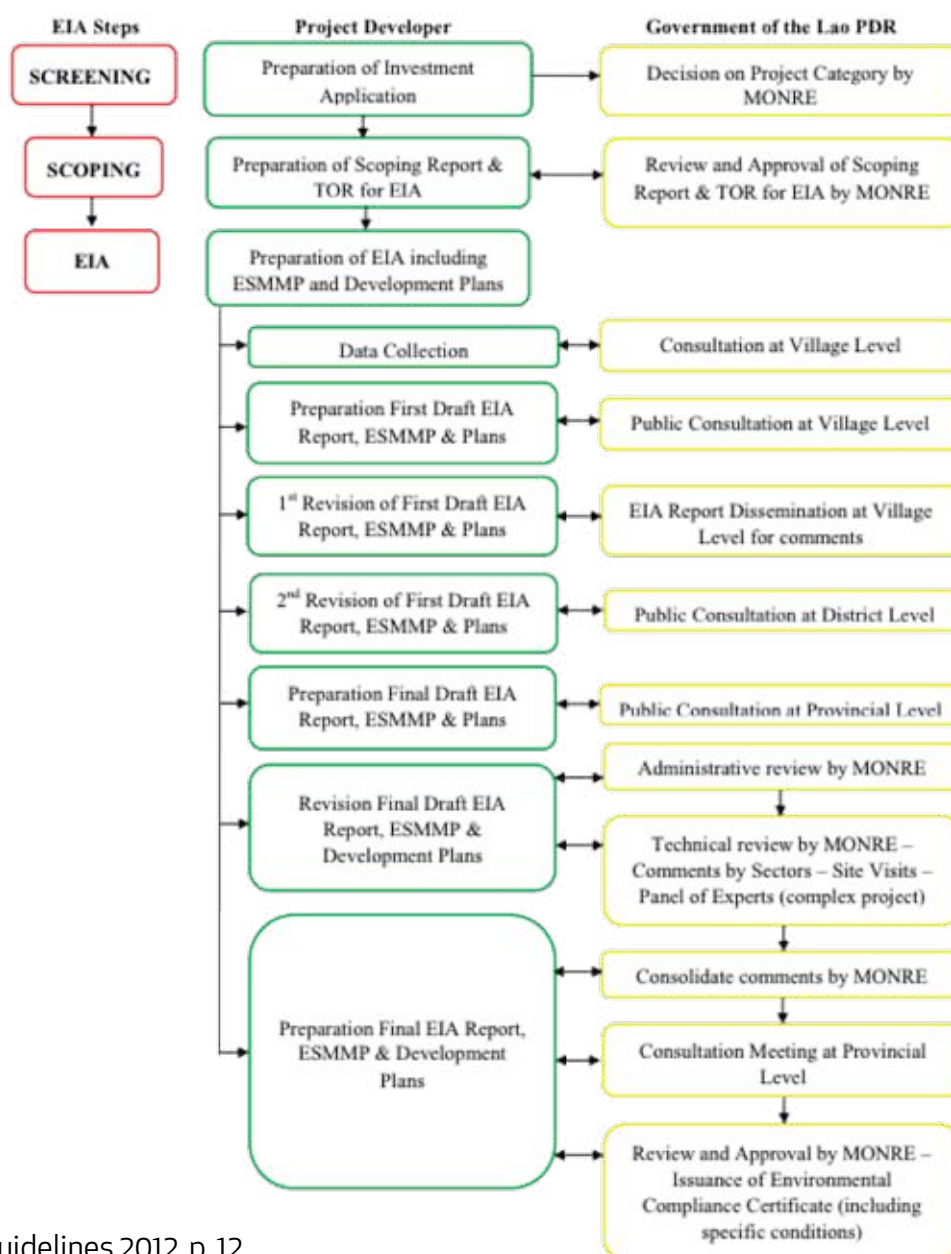 EIA Steps
Project Developer
Government of the Lao PDR
SCREENING
Preparation of Investment
Application
Decision on Project Category by
MONRE
SCOPING
Preparation of Scoping Report &
TOR for EIA
Review and Approval of Scoping
Report & TOR for EIA by MONRE
EIA
Preparation of EIA including
ESMMP and Development Plans
Data Collection
Consultation at Village Level
Preparation First Draft EIA
Report, ESMMP & Plans
Public Consultation at Village Level
1st Revision of First Draft EIA
Report, ESMMP & Plans
EIA Report Dissemination at Village
Level for comments
2nd Revision of First Draft EIA
Report, ESMMP & Plans
Public Consultation at District Level
Preparation Final Draft EIA
Report, ESMMP & Plans
Public Consultation at Provincial Level
Revision Final Draft EIA
Report, ESMMP &
Development Plans
Administrative review by MONRE
Technical review by MONRE –
Comments by Sectors – Site Visits –
Panel of Experts (complex project)
Preparation Final EIA Report,
ESMMP & Development
Plans
Consolidate comments by MONRE
Consultation Meeting at Provincial
Level
Review and Approval by MONRE –
Issuance of Environmental
Compliance Certificate (including
specific conditions)
uidelines 2012, p. 12